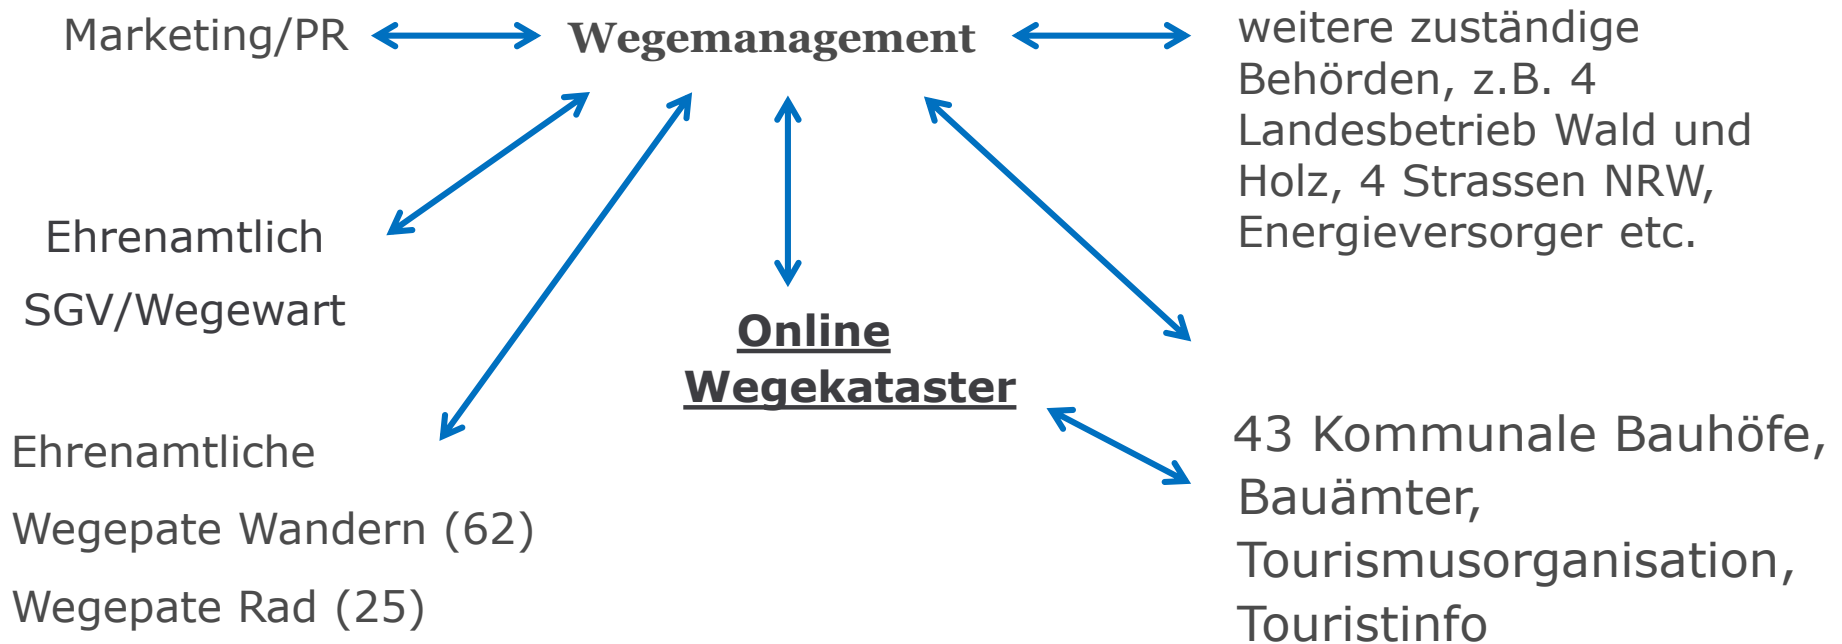 Marketing/PR
Wegemanagement
weitere zuständige
Behörden, z.B. 4
Landesbetrieb Wald und
Holz, 4 Strassen NRW,
Energieversorger etc.
Ehrenamtlich
SGV/Wegewart
Online
Wegekataster
Ehrenamtliche
Wegepate Wandern (62)
Wegepate Rad (25)
43 Kommunale Bauhöfe,
Bauämter,
Tourismusorganisation,
Touristinfo